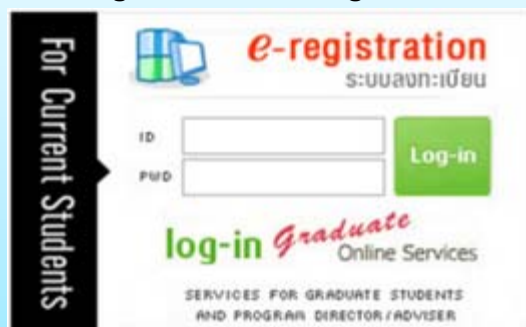 For Current Students
e-registration
ระบบลงทะเบียน
ID
Log-in
PWD
log-in Graduate
Online Services
SERVICES FOR GRADUATE STUDENTS
AND PROGRAM DIRECTOR/ADVISER